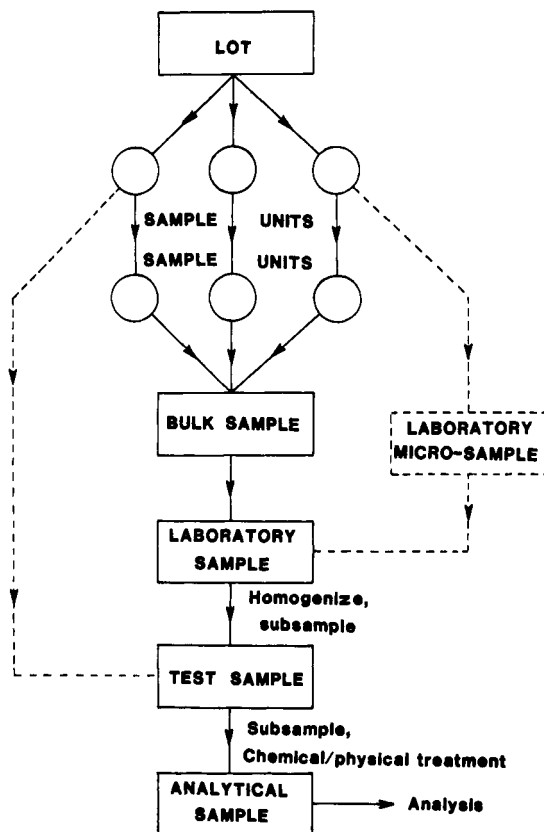 LOT
SAMPLE UNITS
SAMPLE UNITS
BULK SAMPLE
LABORATORY
MICRO-SAMPLE
LABORATORY
SAMPLE
Homogenize,
subsample
TEST SAMPLE
Subsample,
Chemical/physical treatment
ANALYTICAL
SAMPLE
Analysis